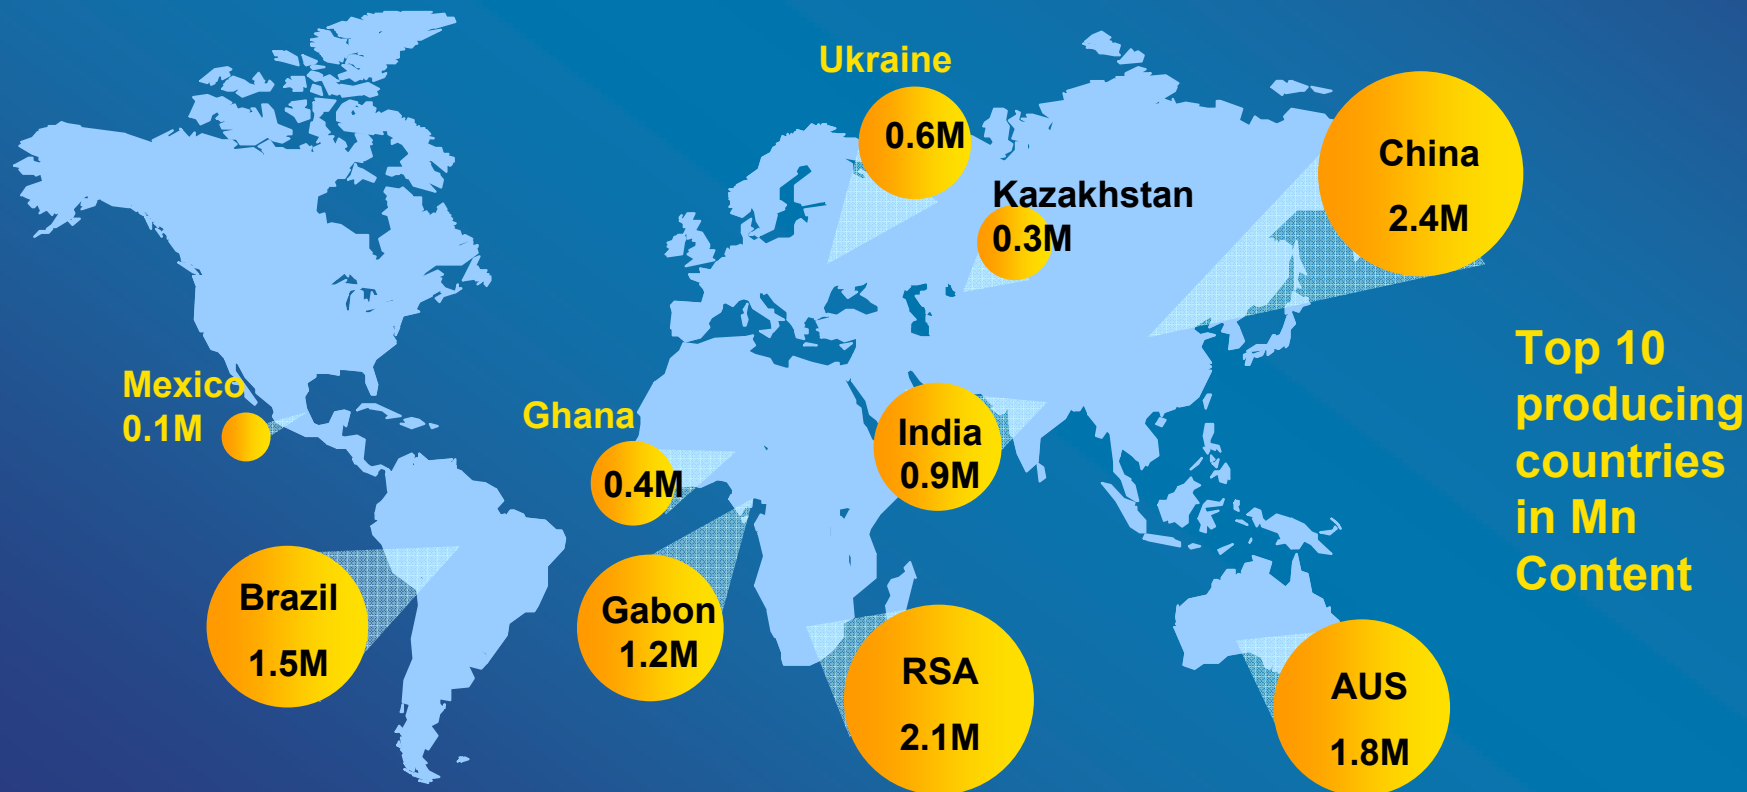 Ukraine
0.6M
China
2.4M
Kazakhstan
0.3M
Top 10
producing
countries
in Mn
Content
Mexico
0.1M
Ghana
0.4M
India
0.9M
Brazil
1.5M
Gabon
1.2M
RSA
2.1M
AUS
1.8M